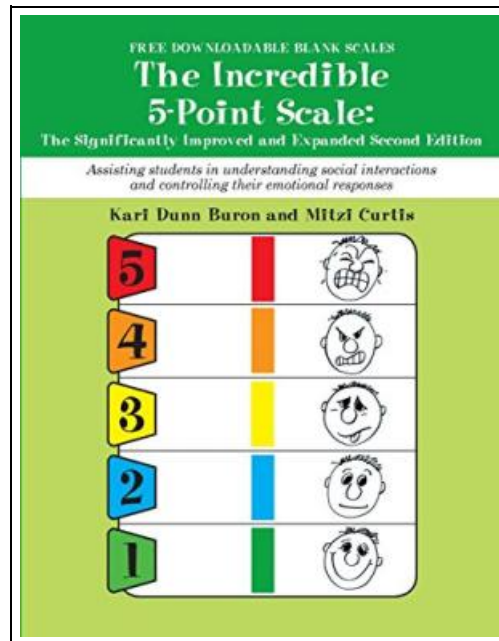 FREE DOWNLOADABLE BLANK SCALES
The Incredible
5-Point Scale:
The Significantly Improved and Expanded Second Edition
Assisting students in understanding social interactions
and controlling their emotional responses
Kari Dunn Buron and Mitzi Curtis
5
4
3
2
1